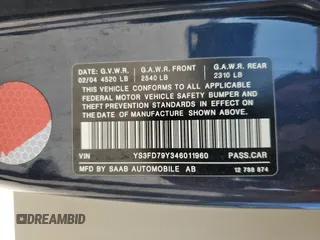 DATE: G.V.W.R. G.A.W.R. FRONT G.A.W.R. REAR
02/04 4520 LB 2540 LB 2310 LB
THIS VEHICLE CONFORMS TO ALL APPLICABLE
FEDERAL MOTOR VEHICLE SAFETY BUMPER AND
THEFT PREVENTION STANDARDS IN EFFECT ON THE
DATE OF MANUFACTURE SHOWN ABOVE.
VIN YS3FD79Y346011960 PASS.CAR
MFD BY SAAB AUTOMOBILE AB 12 788 874
DREAMBID